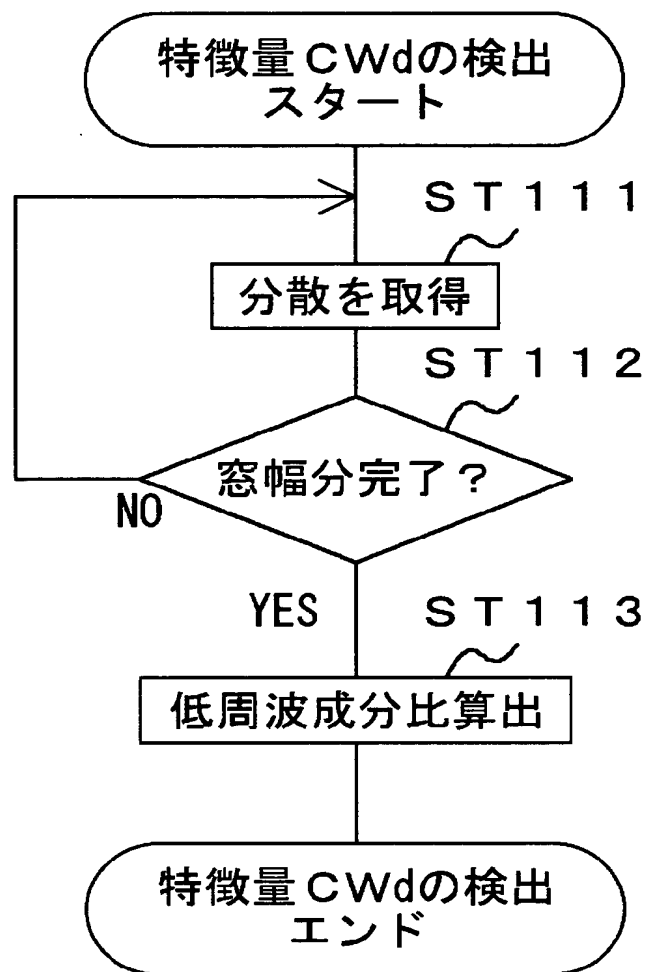 特徴量CWdの検出
スタート
ST111
分散を取得
ST112
窓幅分完了?
NO
YES
ST113
低周波成分比算出
特徴量CWdの検出
エンド